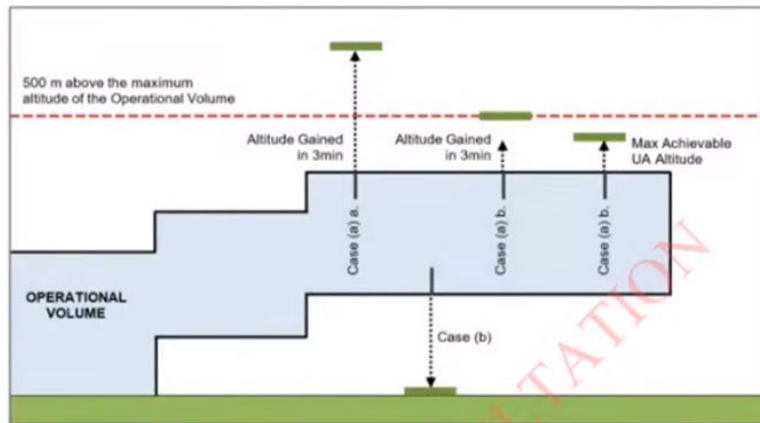 500 m above the maximum
altitude of the Operational Volume
Altitude Gained
in 3min
Altitude Gained
in 3min
Max Achievable
UA Altitude
Case (a) a.
Case (a) b.
Case (a) b.
OPERATIONAL
VOLUME
Case (b)
TATION